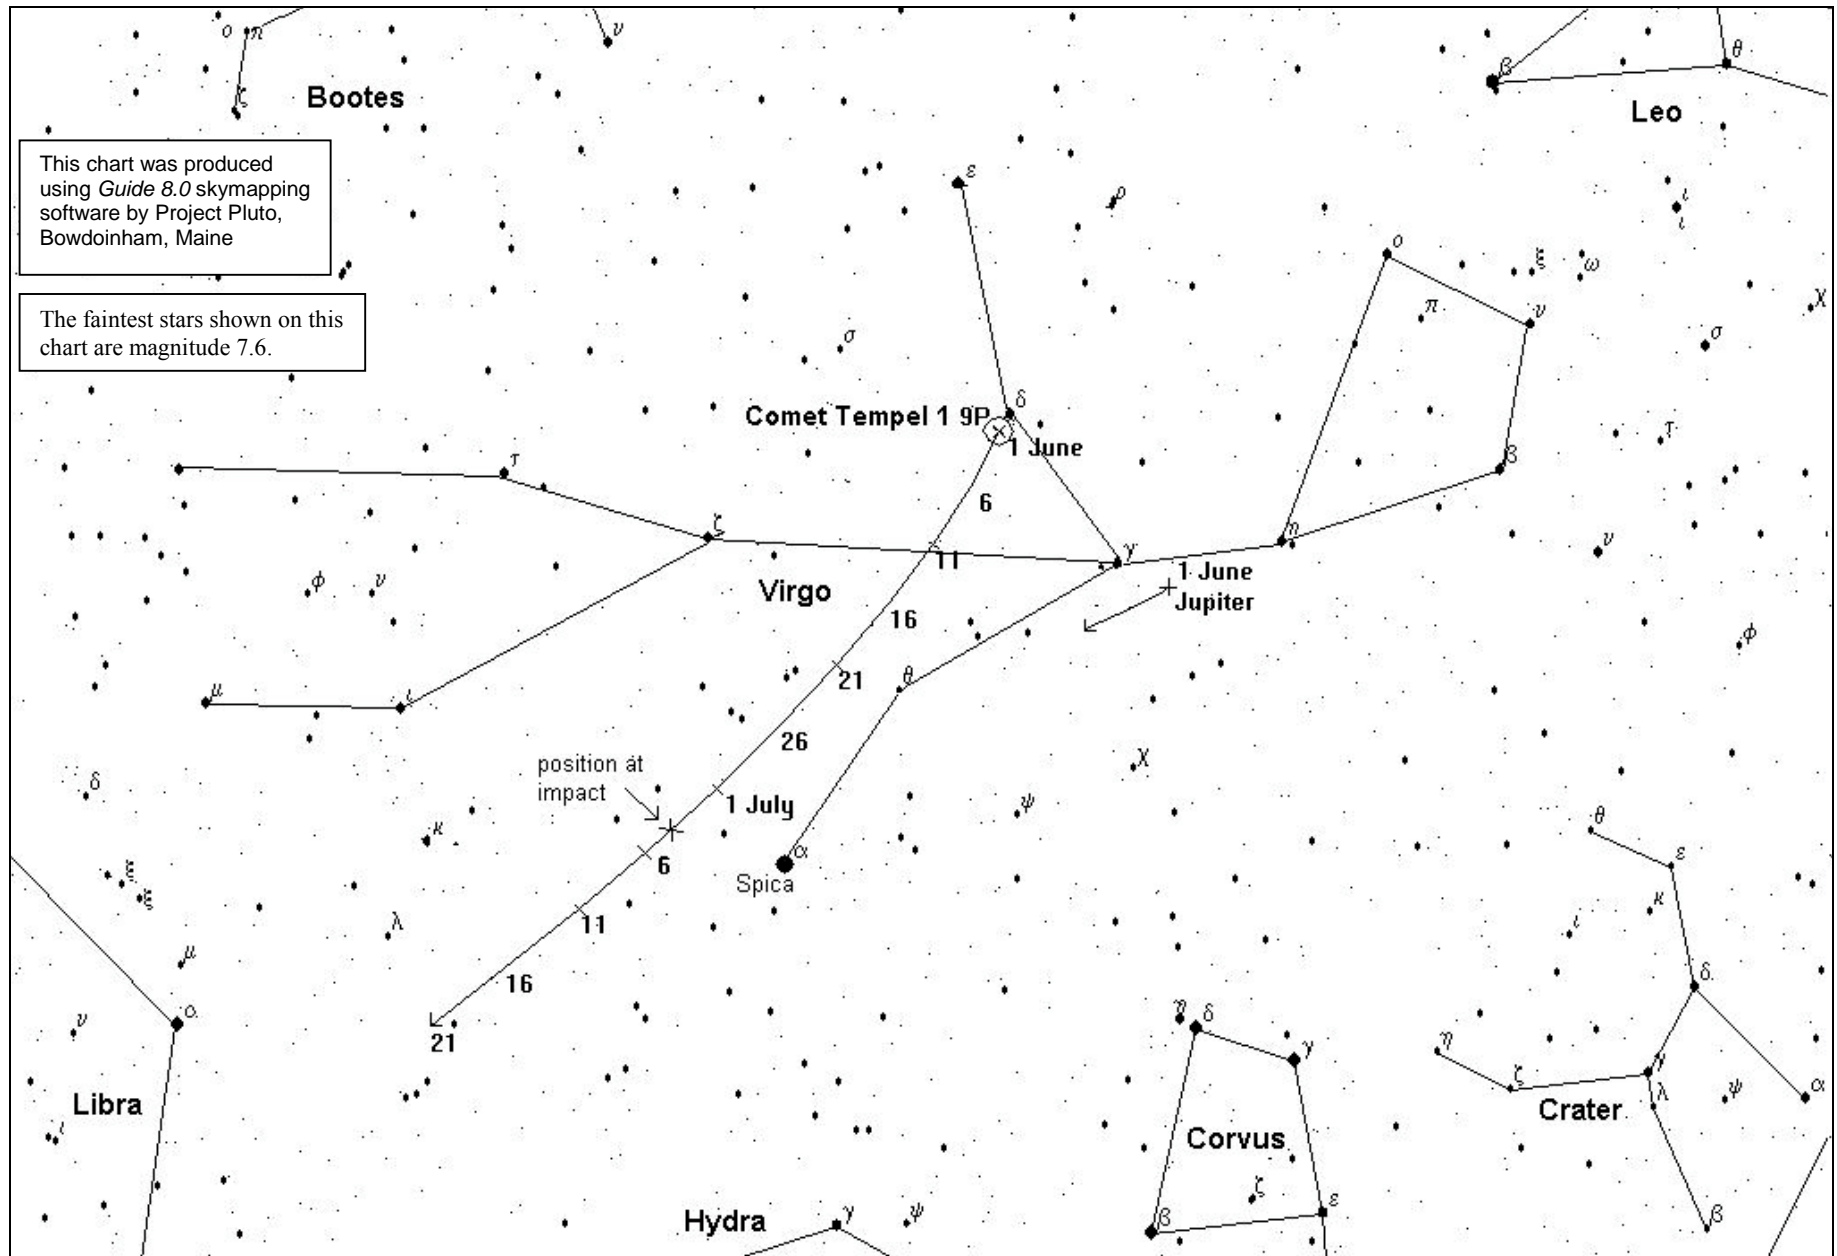 ο π
υ
β
θ
ζ
Bootes
Leo
This chart was produced
using Guide 8.0 skymapping
software by Project Pluto,
Bowdoinham, Maine
ε
ρ
ι
ι
ο
ξ
ω
π
υ
χ
The faintest stars shown on this
chart are magnitude 7.6.
σ
σ
δ
Comet Tempel 1 9P
1 June
τ
τ
β
6
ζ
η
γ
11
υ
1 June
Jupiter
φ
υ
Virgo
16
φ
21
θ
μ
ι
26
χ
position at
impact
δ
1 July
ψ
θ
κ
α
ε
6
Spica
ξ
ξ
κ
11
λ
ι
μ
δ
16
α
υ
21
η
δ
γ
η
γ
ζ
λ
ψ
α
Libra
Crater
Corvus
ι
ζ
ε
Hydra
γ
ψ
β
β